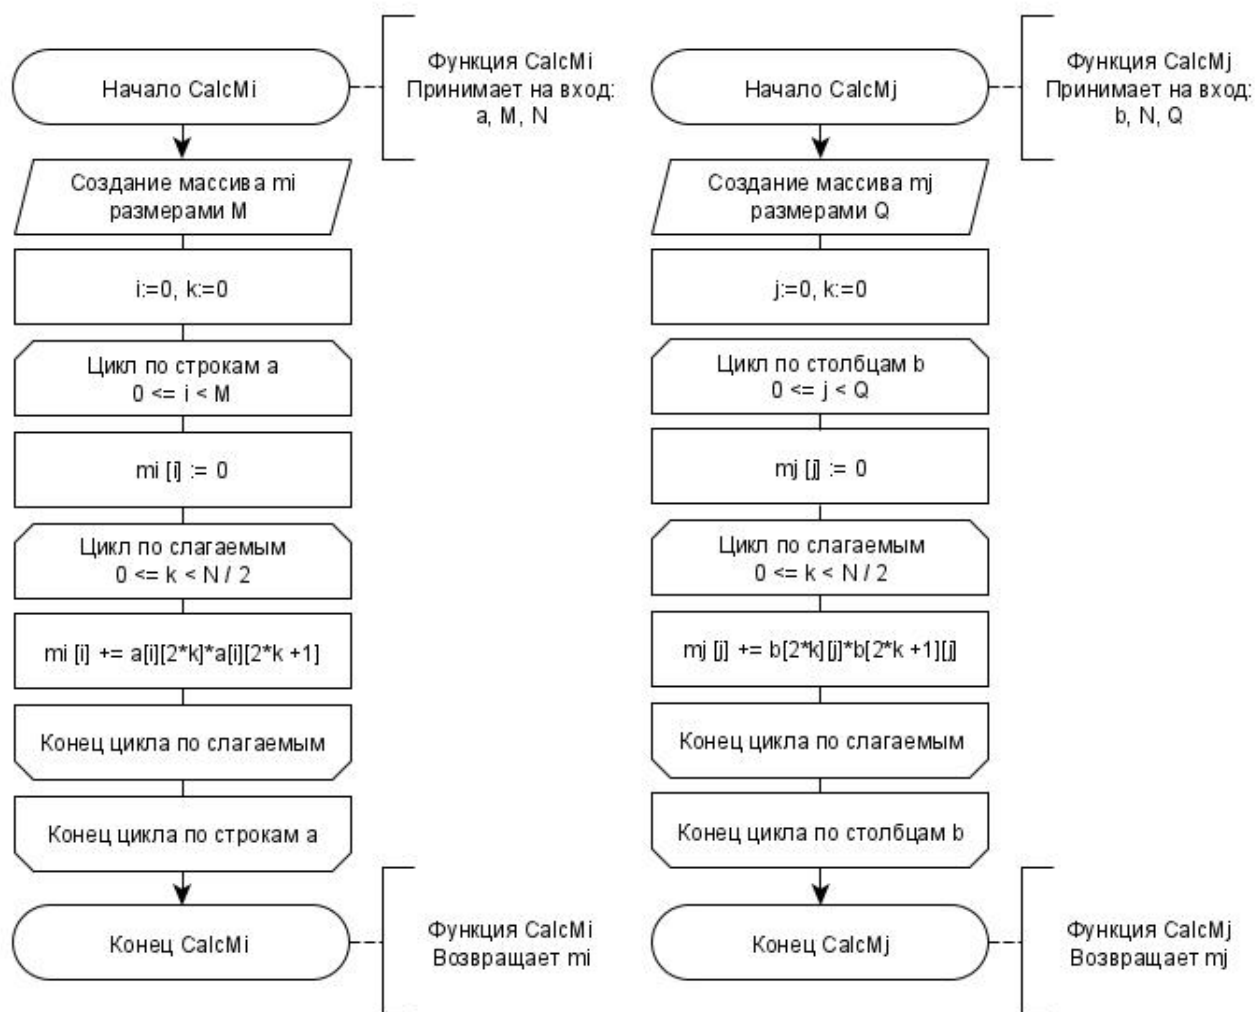 Начало CalcMi
Функция CalcMi
Принимает на вход:
a, M, N
Создание массива mi
размерами M
i:=0, k:=0
Цикл по строкам a
0 <= i < M
mi [i] := 0
Цикл по слагаемым
0 <= k < N / 2
mi [i] += a[i][2*k]*a[i][2*k +1]
Конец цикла по слагаемым
Конец цикла по строкам a
Конец CalcMi
Функция CalcMi
Возвращает mi
Начало CalcMj
Функция CalcMj
Принимает на вход:
b, N, Q
Создание массива mj
размерами Q
j:=0, k:=0
Цикл по столбцам b
0 <= j < Q
mj [j] := 0
Цикл по слагаемым
0 <= k < N / 2
mj [j] += b[2*k][j]*b[2*k +1][j]
Конец цикла по слагаемым
Конец цикла по столбцам b
Конец CalcMj
Функция CalcMj
Возвращает mj